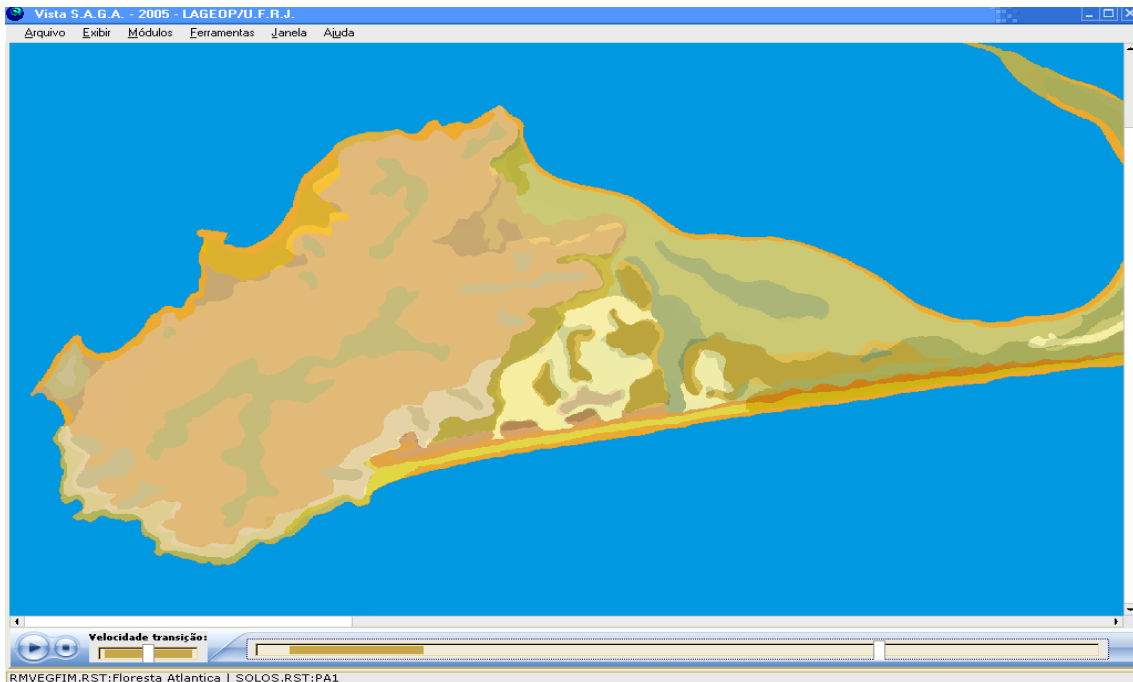 Vista S.A.G.A. - 2005 - LAGEOP/U.F.R.J.
Arquivo Exibir Módulos Ferramentas Janela Ajuda
Velocidade transição:
RMVEGFIM.RST:Floresta Atlantica | SOLOS.RST:PA1